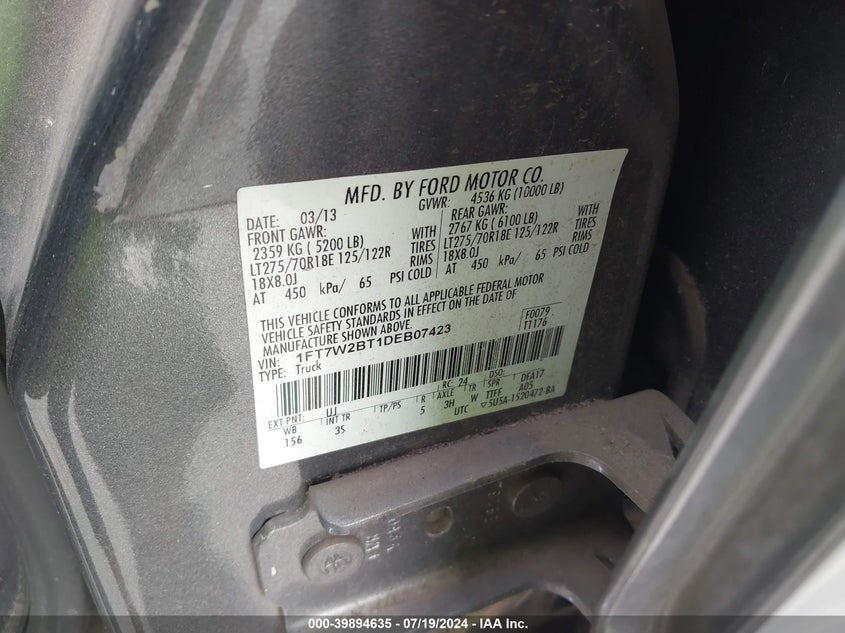 MFD. BY FORD MOTOR CO.
DATE: 03/13 GVWR: 4536 KG (10000 LB)
FRONT GAWR: REAR GAWR:
2359 KG ( 5200 LB) WITH 2767 KG ( 6100 LB) WITH
LT275/70R18E 125/122R TIRES LT275/70R18E 125/122R TIRES
18X8.0J RIMS 18X8.0J RIMS
AT 450 kPa/ 65 PSI COLD AT 450 kPa/ 65 PSI COLD
THIS VEHICLE CONFORMS TO ALL APPLICABLE FEDERAL MOTOR
VEHICLE SAFETY STANDARDS IN EFFECT ON THE DATE OF
MANUFACTURE SHOWN ABOVE. F0079
VIN: 1FT7W2BT1DEB07423 T1176
TYPE: Truck
EXT PNT: UJ RC: 24 DSO:
WB INT TR TP/PS R AXLE TR SPR DFA17
156 3S 5 3H W TTFF A05
UTC ▽5U5A-1520472-BA
000-39894635 - 07/19/2024 - IAA Inc.